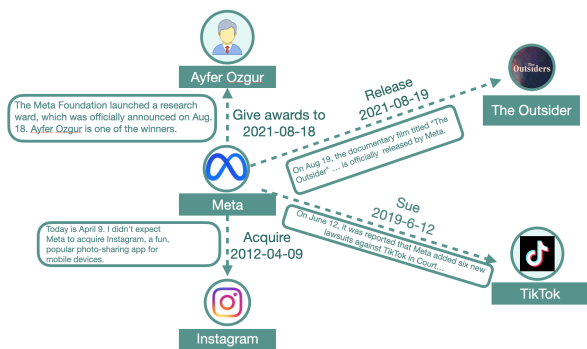 Ayfer Ozgur
The Meta Foundation launched a research
ward, which was officially announced on Aug.
18. Ayfer Ozgur is one of the winners.
Give awards to
2021-08-18
Release
2021-08-19
The
Outsiders
The Outsider
On Aug 19, the documentary film titled "The
Outsider" ... is officially released by Meta.
Meta
Sue
2019-6-12
On June 12, it was reported that Meta added six new
lawsuits against TikTok in Court...
TikTok
Today is April 9. I didn't expect
Meta to acquire Instagram, a fun,
popular photo-sharing app for
mobile devices.
Acquire
2012-04-09
Instagram